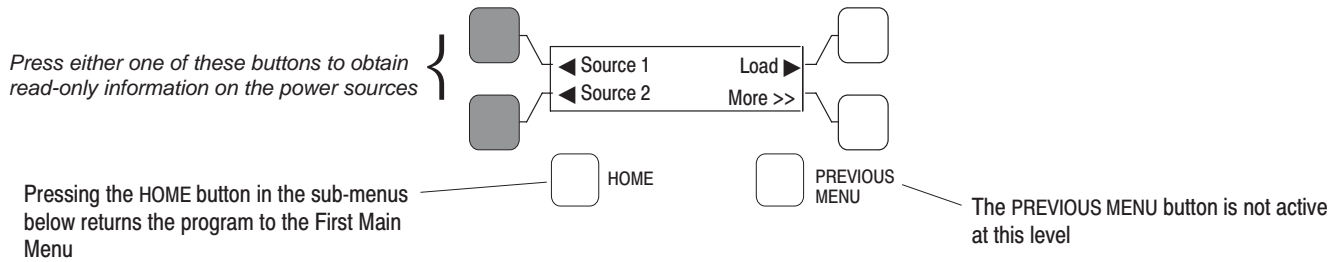 Press either one of these buttons to obtain
read-only information on the power sources
◀ Source 1
Load ▶
◀ Source 2
More >>
HOME
PREVIOUS
MENU
Pressing the HOME button in the sub-menus
below returns the program to the First Main
Menu
The PREVIOUS MENU button is not active
at this level